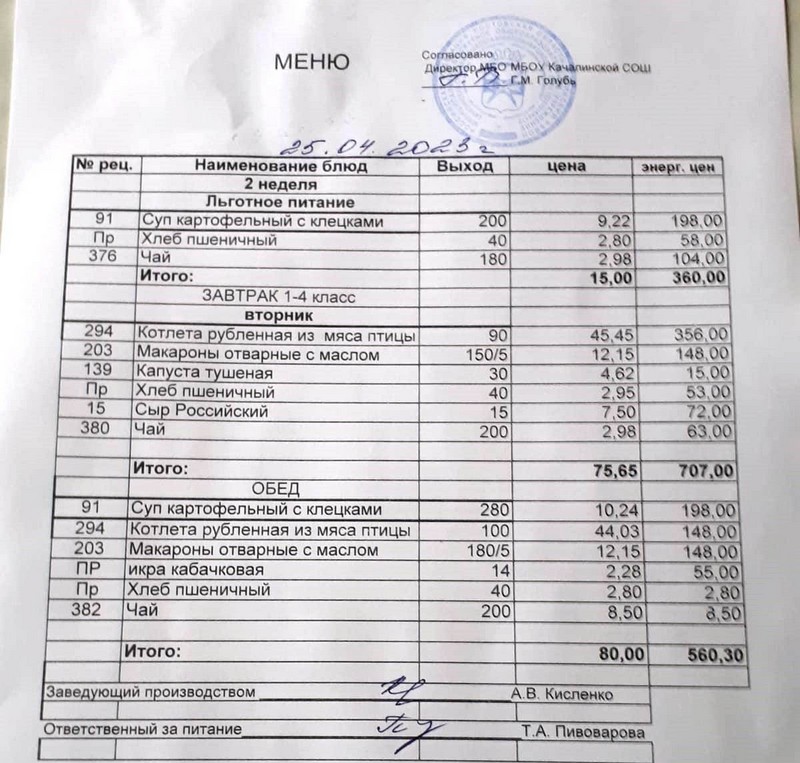 МЕНЮ
Согласовано
Директор МБО МБОУ Качалинской СОШ
Г.М. Голубь
25.04.2023г
№ рец. Наименование блюд Выход цена энерг. цен
2 неделя
Льготное питание
91 Суп картофельный с клецками 200 9,22 198,00
Пр Хлеб пшеничный 40 2,80 58,00
376 Чай 180 2,98 104,00
Итого: 15,00 360,00
ЗАВТРАК 1-4 класс
вторник
294 Котлета рубленная из мяса птицы 90 45,45 356,00
203 Макароны отварные с маслом 150/5 12,15 148,00
139 Капуста тушеная 30 4,62 15,00
Пр Хлеб пшеничный 40 2,95 53,00
15 Сыр Российский 15 7,50 72,00
380 Чай 200 2,98 63,00
Итого: 75,65 707,00
ОБЕД
91 Суп картофельный с клецками 280 10,24 198,00
294 Котлета рубленная из мяса птицы 100 44,03 148,00
203 Макароны отварные с маслом 180/5 12,15 148,00
ПР икра кабачковая 14 2,28 55,00
Пр Хлеб пшеничный 40 2,80 2,80
382 Чай 200 8,50 8,50
Итого: 80,00 560,30
Заведующий производством А.В. Кисленко
Ответственный за питание Т.А. Пивоварова